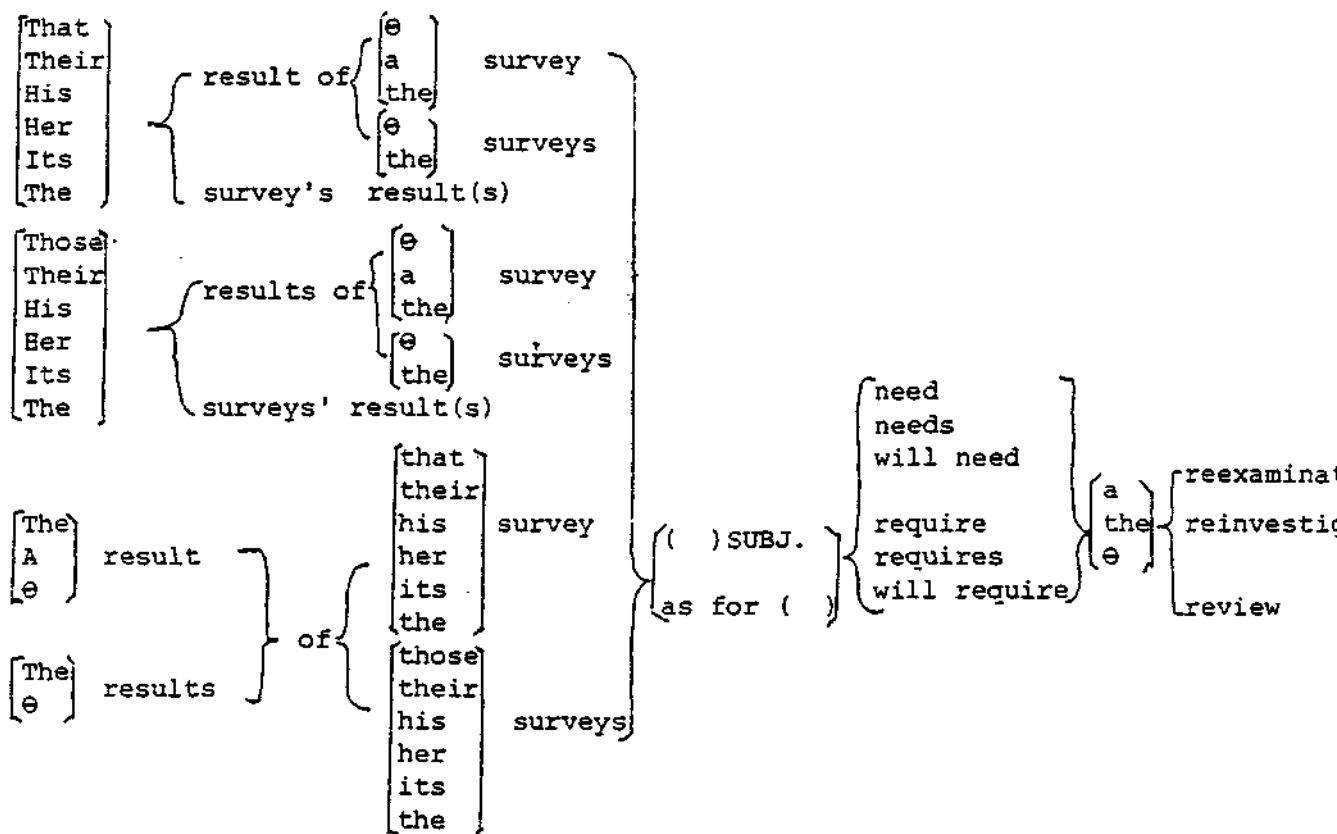 That
Their
His
Her
Its
The
result of
ϴ
a
the
survey
ϴ
the
surveys
survey's result(s)
Those
Their
His
Eer
Its
The
results of
ϴ
a
the
survey
ϴ
the
surveys
surveys' result(s)
The
A
ϴ
result
The
ϴ
results
of
that
their
his
her
its
the
survey
those
their
his
her
its
the
surveys
( )SUBJ.
as for ( )
need
needs
will need
require
requires
will require
a
the
ϴ
reexaminat
reinvestig
review